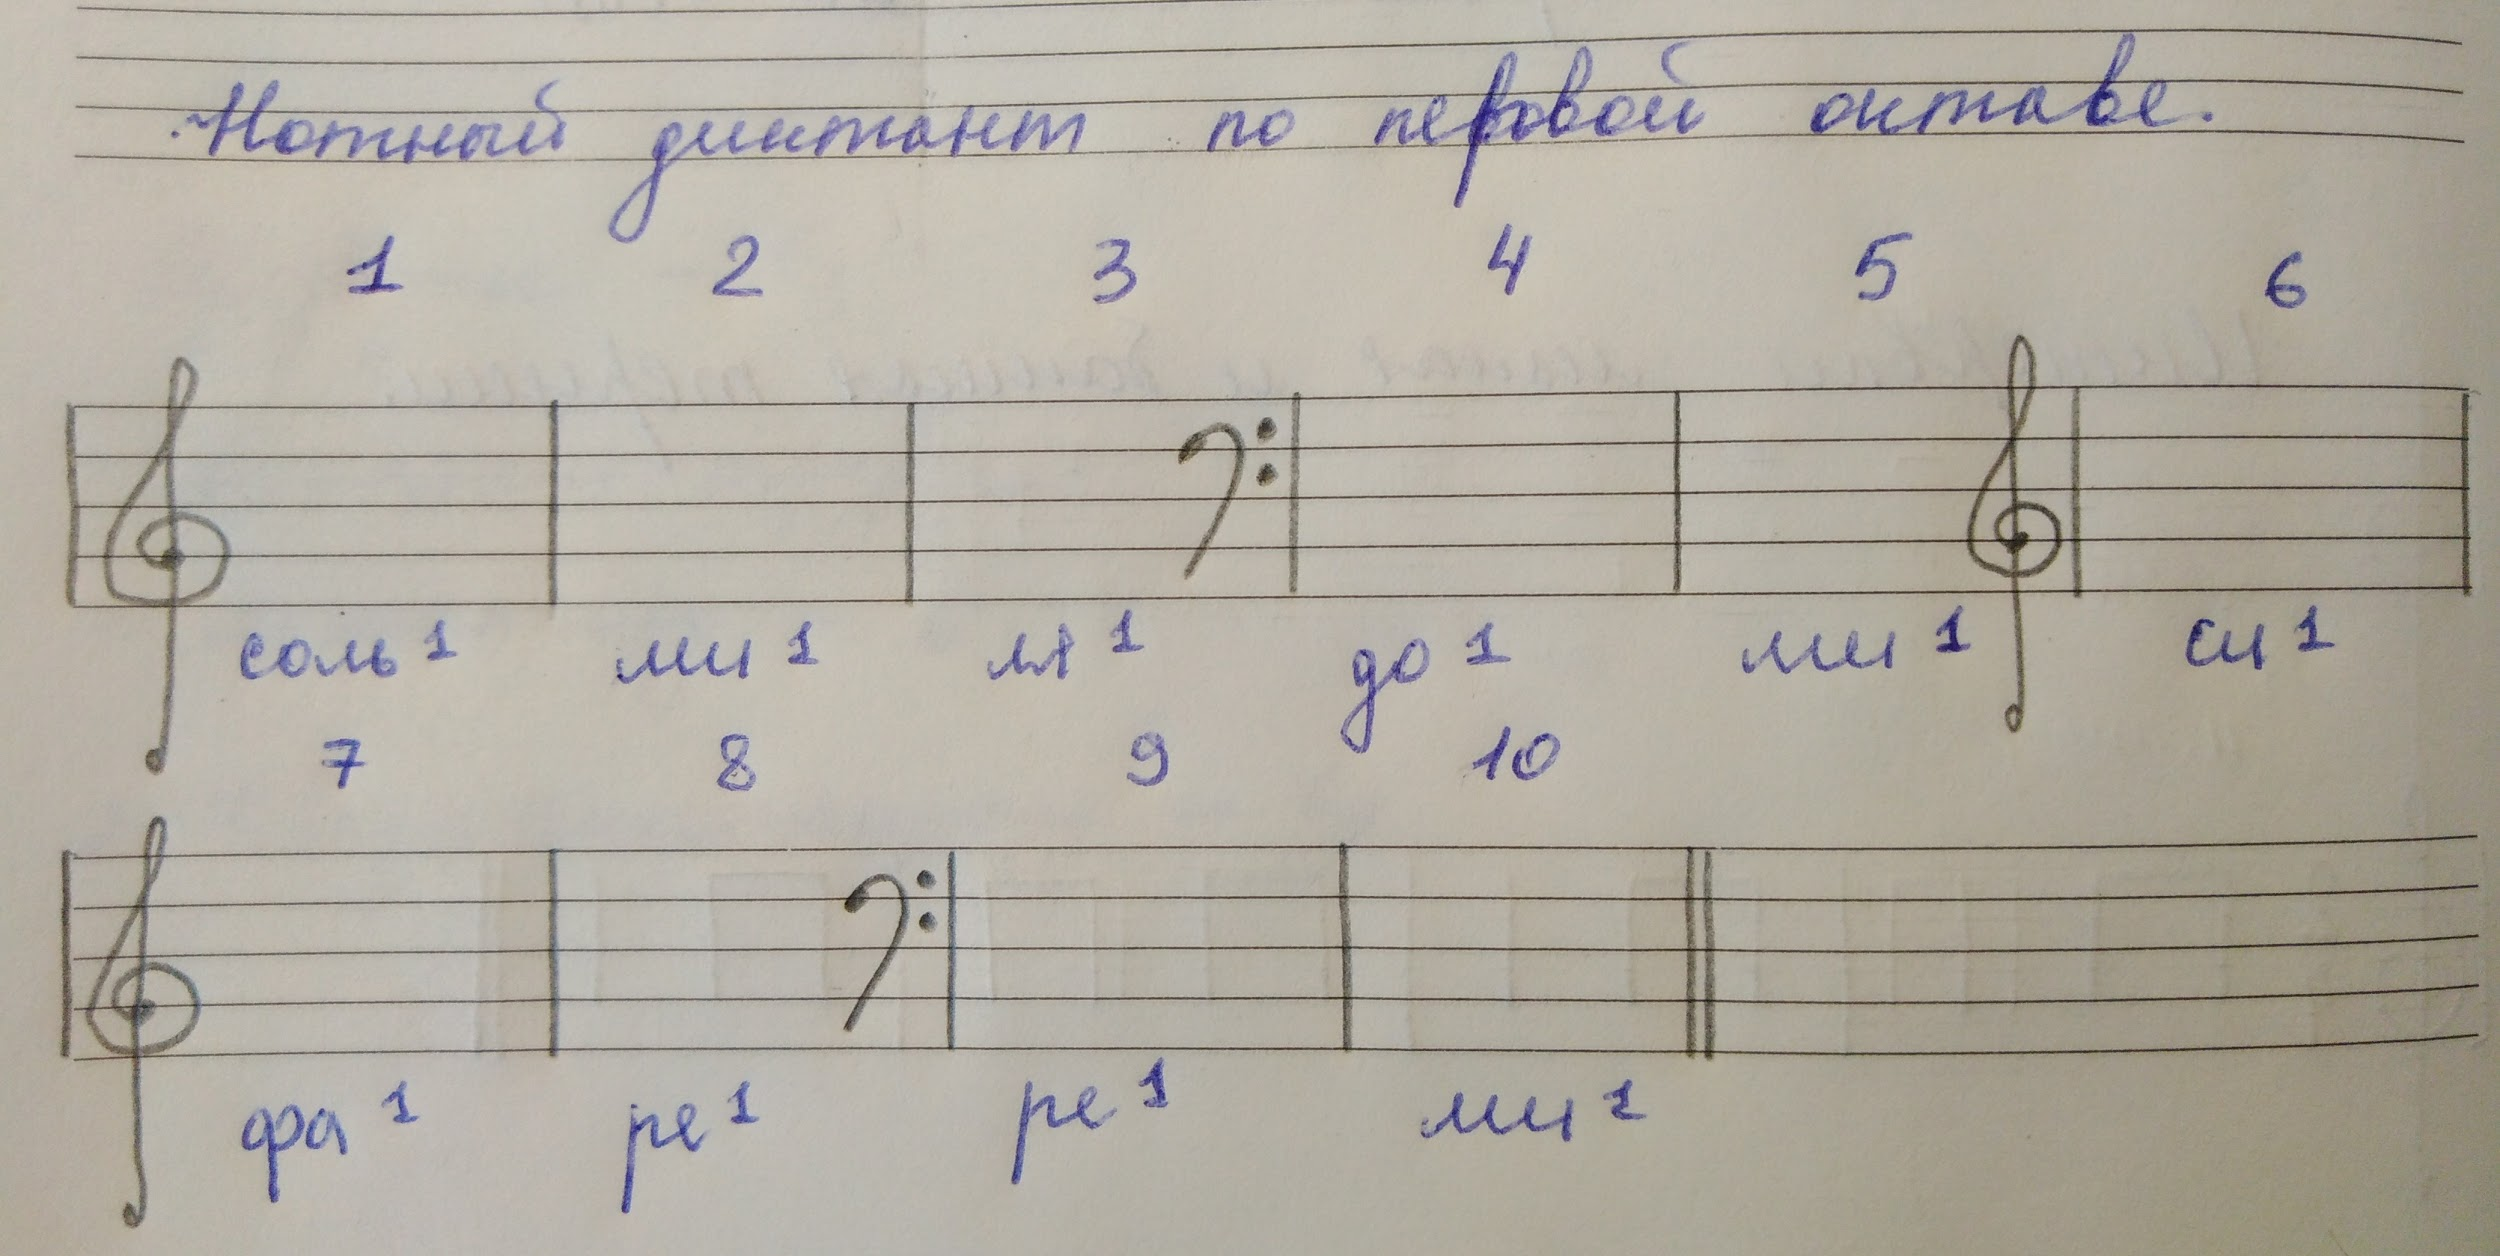 Нотный диктант по первой октаве.
1 2 3 4 5 6
соль 1 ми 1 ля 1 до 1 ми 1 си 1
7 8 9 10
фа 1 ре 1 ре 1 ми 1